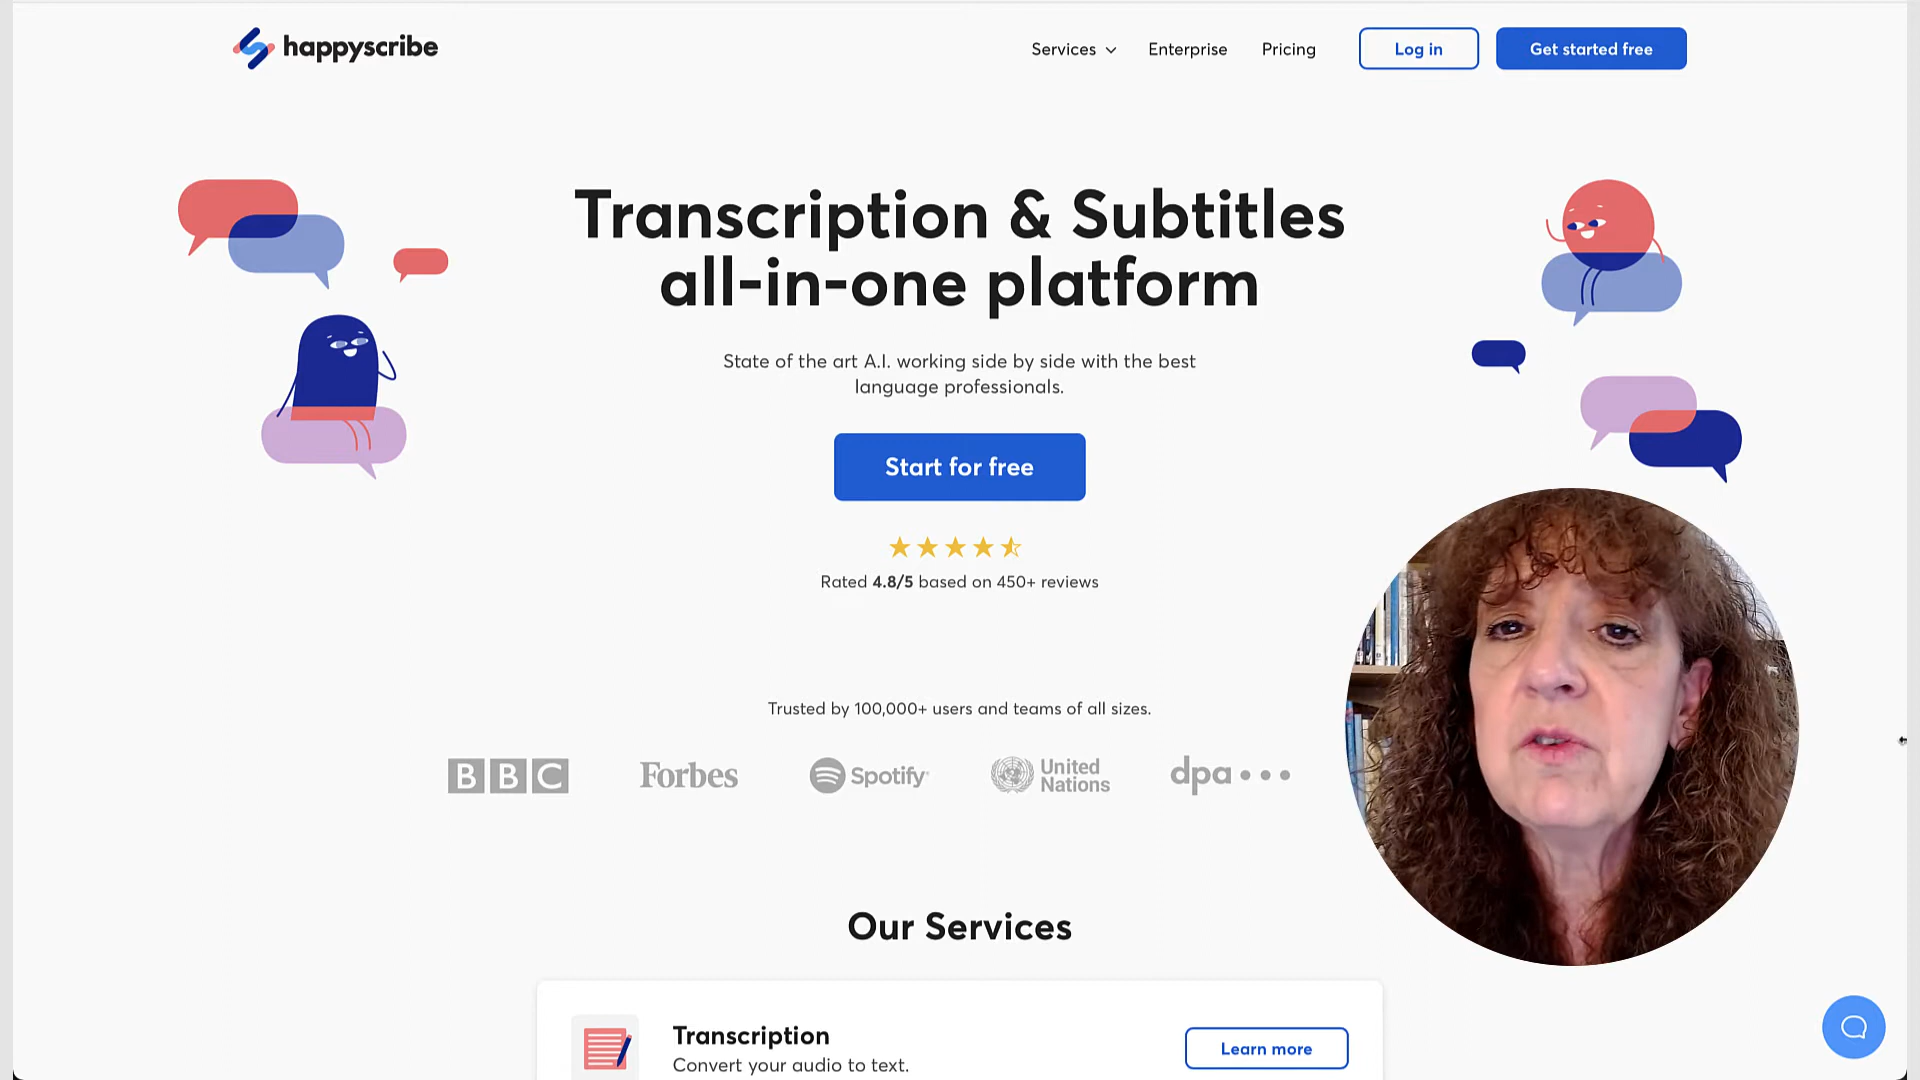 happyscribe
Services
Enterprise
Pricing
Log in
Get started free
Transcription & Subtitles
all-in-one platform
State of the art A.I. working side by side with the best
language professionals.
Start for free
Rated 4.8/5 based on 450+ reviews
Trusted by 100,000+ users and teams of all sizes.
BBC
Forbes
Spotify
United
Nations
dpa
Our Services
Transcription
Convert your audio to text.
Learn more